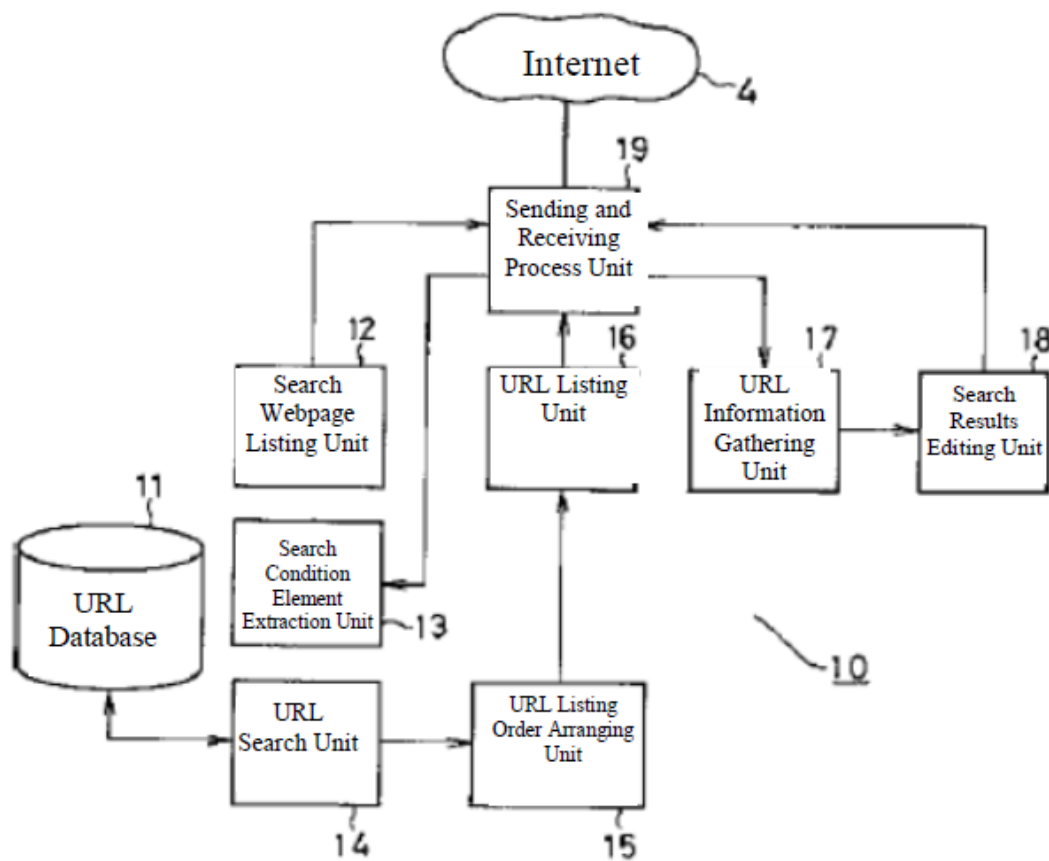 Internet
4
19
Sending and
Receiving
Process Unit
12
Search
Webpage
Listing Unit
16
URL Listing
Unit
17
URL
Information
Gathering
Unit
18
Search
Results
Editing Unit
11
URL
Database
Search
Condition
Element
Extraction Unit
13
10
URL
Search Unit
14
URL Listing
Order Arranging
Unit
15